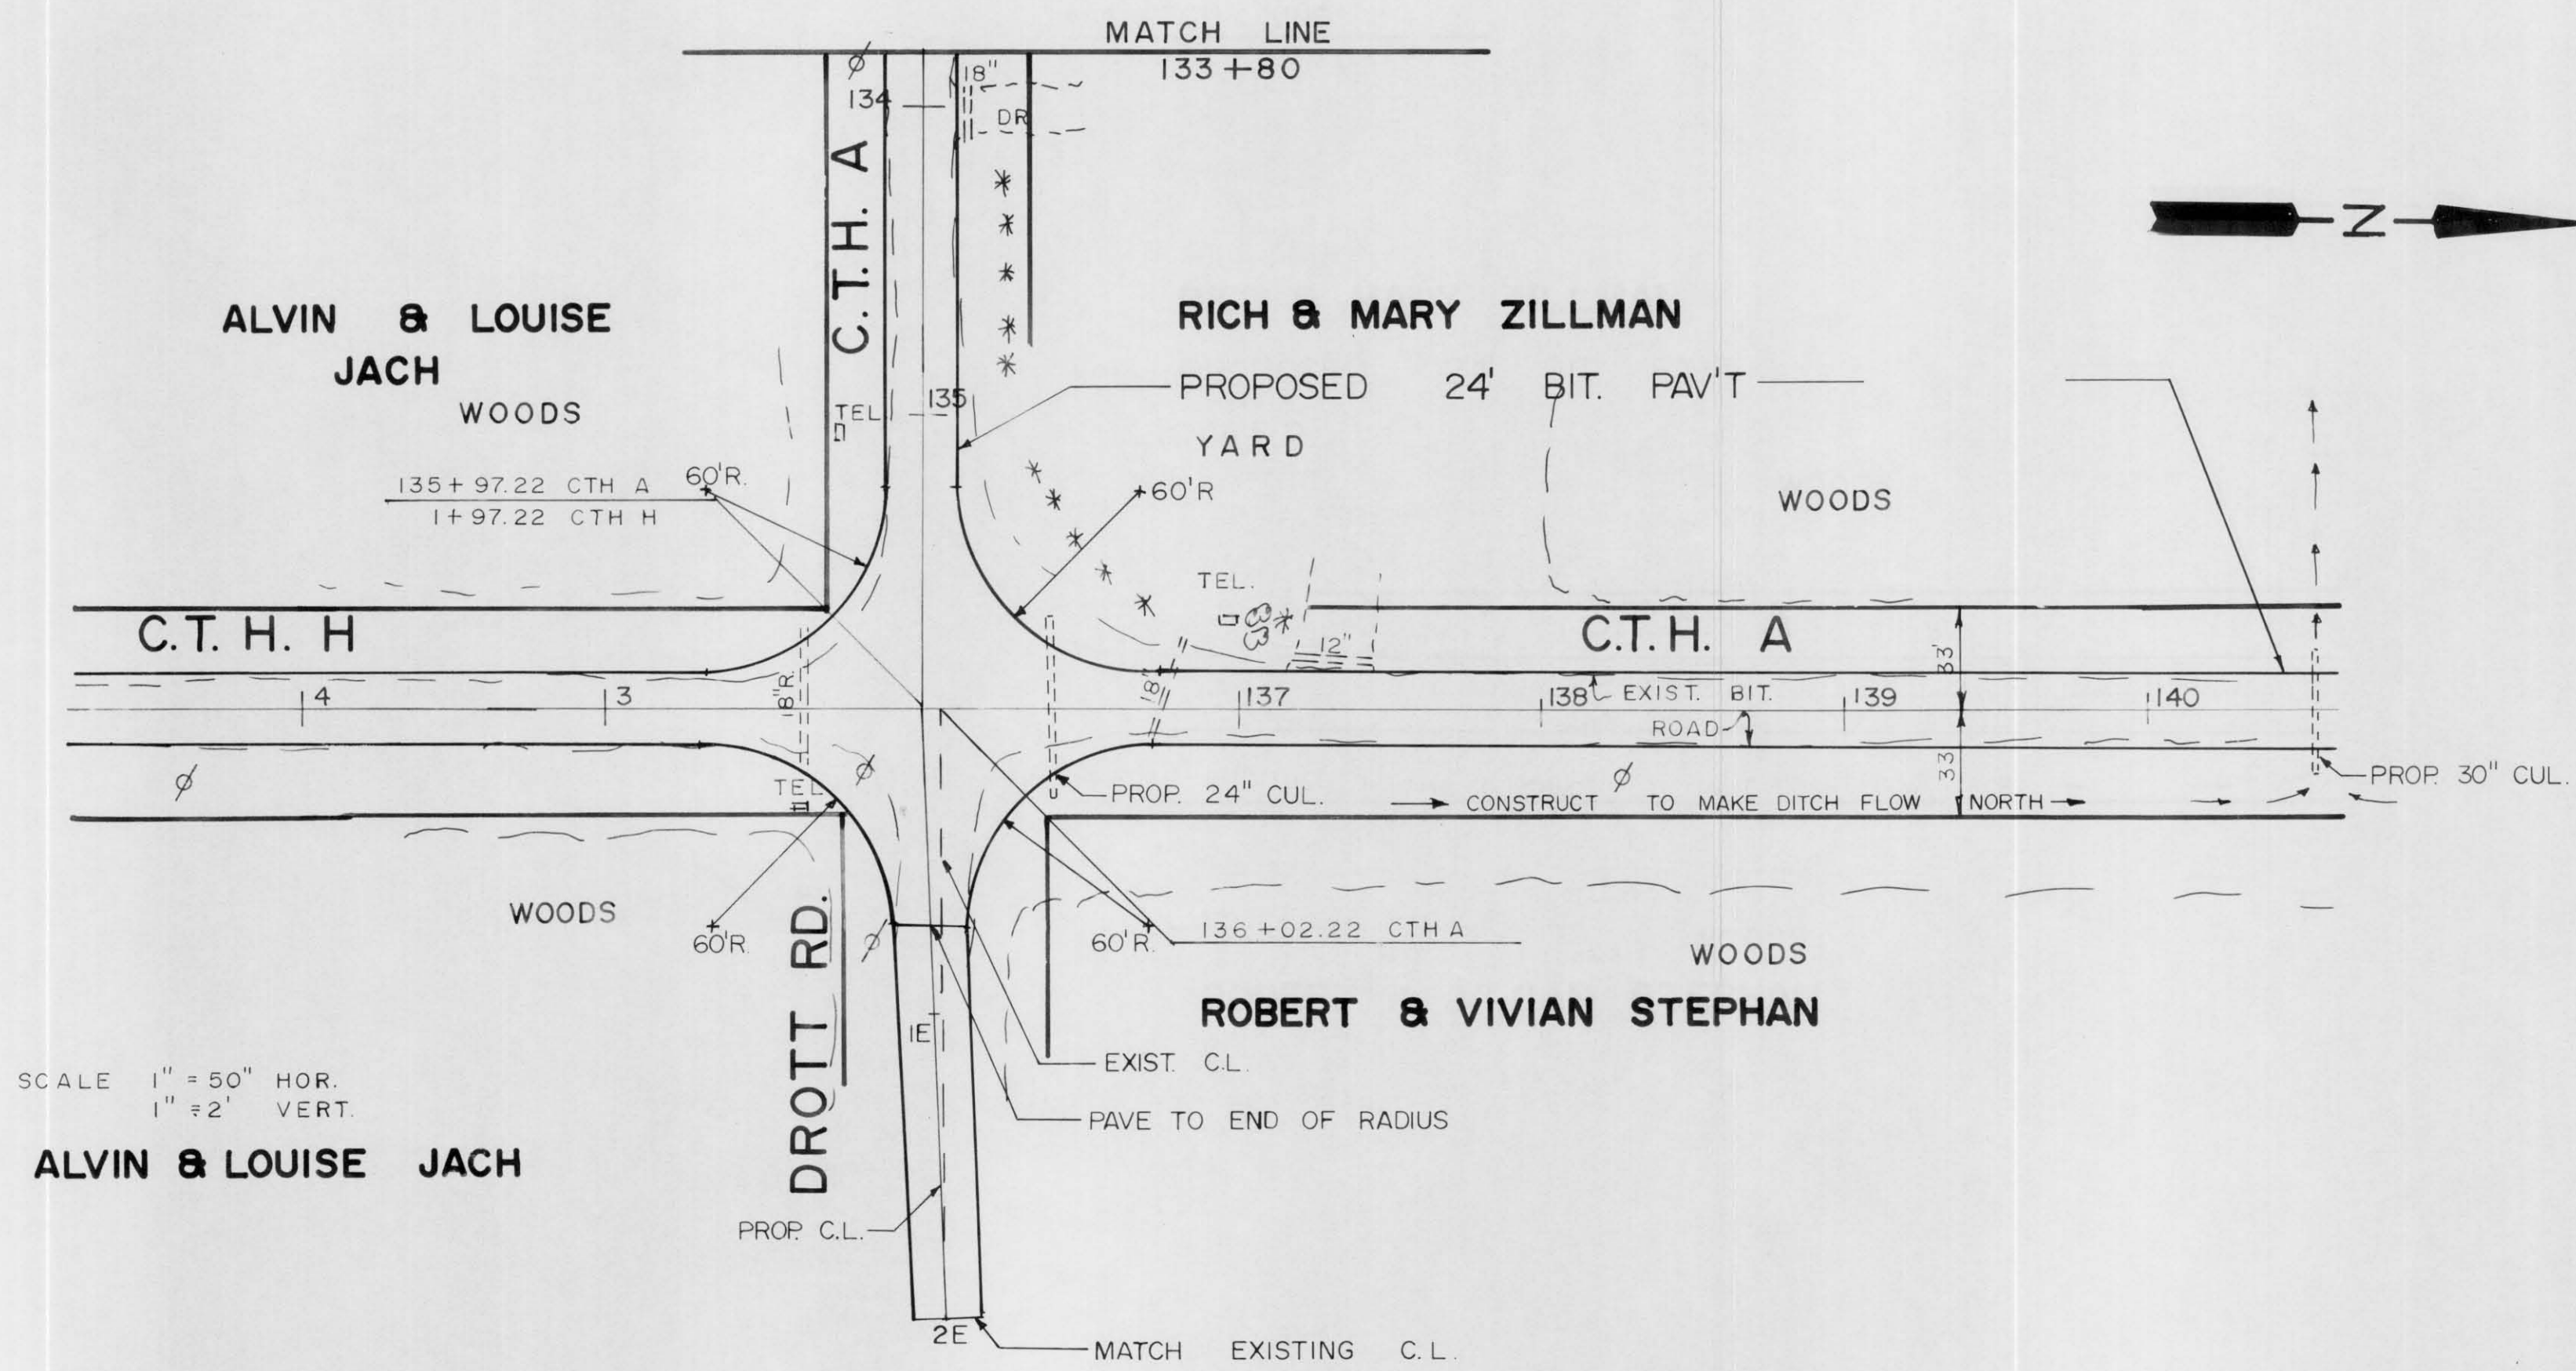 MATCH LINE
133+80
18"
134
DR
C.T.H. A
N
ALVIN & LOUISE
JACH
WOODS
RICH & MARY ZILLMAN
PROPOSED 24' BIT. PAV'T
135
TEL
YARD
135+97.22 CTH A
1+97.22 CTH H
60'R.
60'R
WOODS
TEL.
C.T.H. H
12"
C.T.H. A
33'
4
3
18"R.
18"
137
138
EXIST. BIT.
139
140
ROAD
33
TEL
PROP. 24" CUL.
CONSTRUCT TO MAKE DITCH FLOW NORTH
PROP. 30" CUL.
WOODS
60'R.
DROTT RD.
60'R.
136+02.22 CTH A
WOODS
ROBERT & VIVIAN STEPHAN
1E
EXIST. C.L.
SCALE 1" = 50" HOR.
1" = 2' VERT.
PAVE TO END OF RADIUS
ALVIN & LOUISE JACH
PROP. C.L.
2E
MATCH EXISTING C.L.